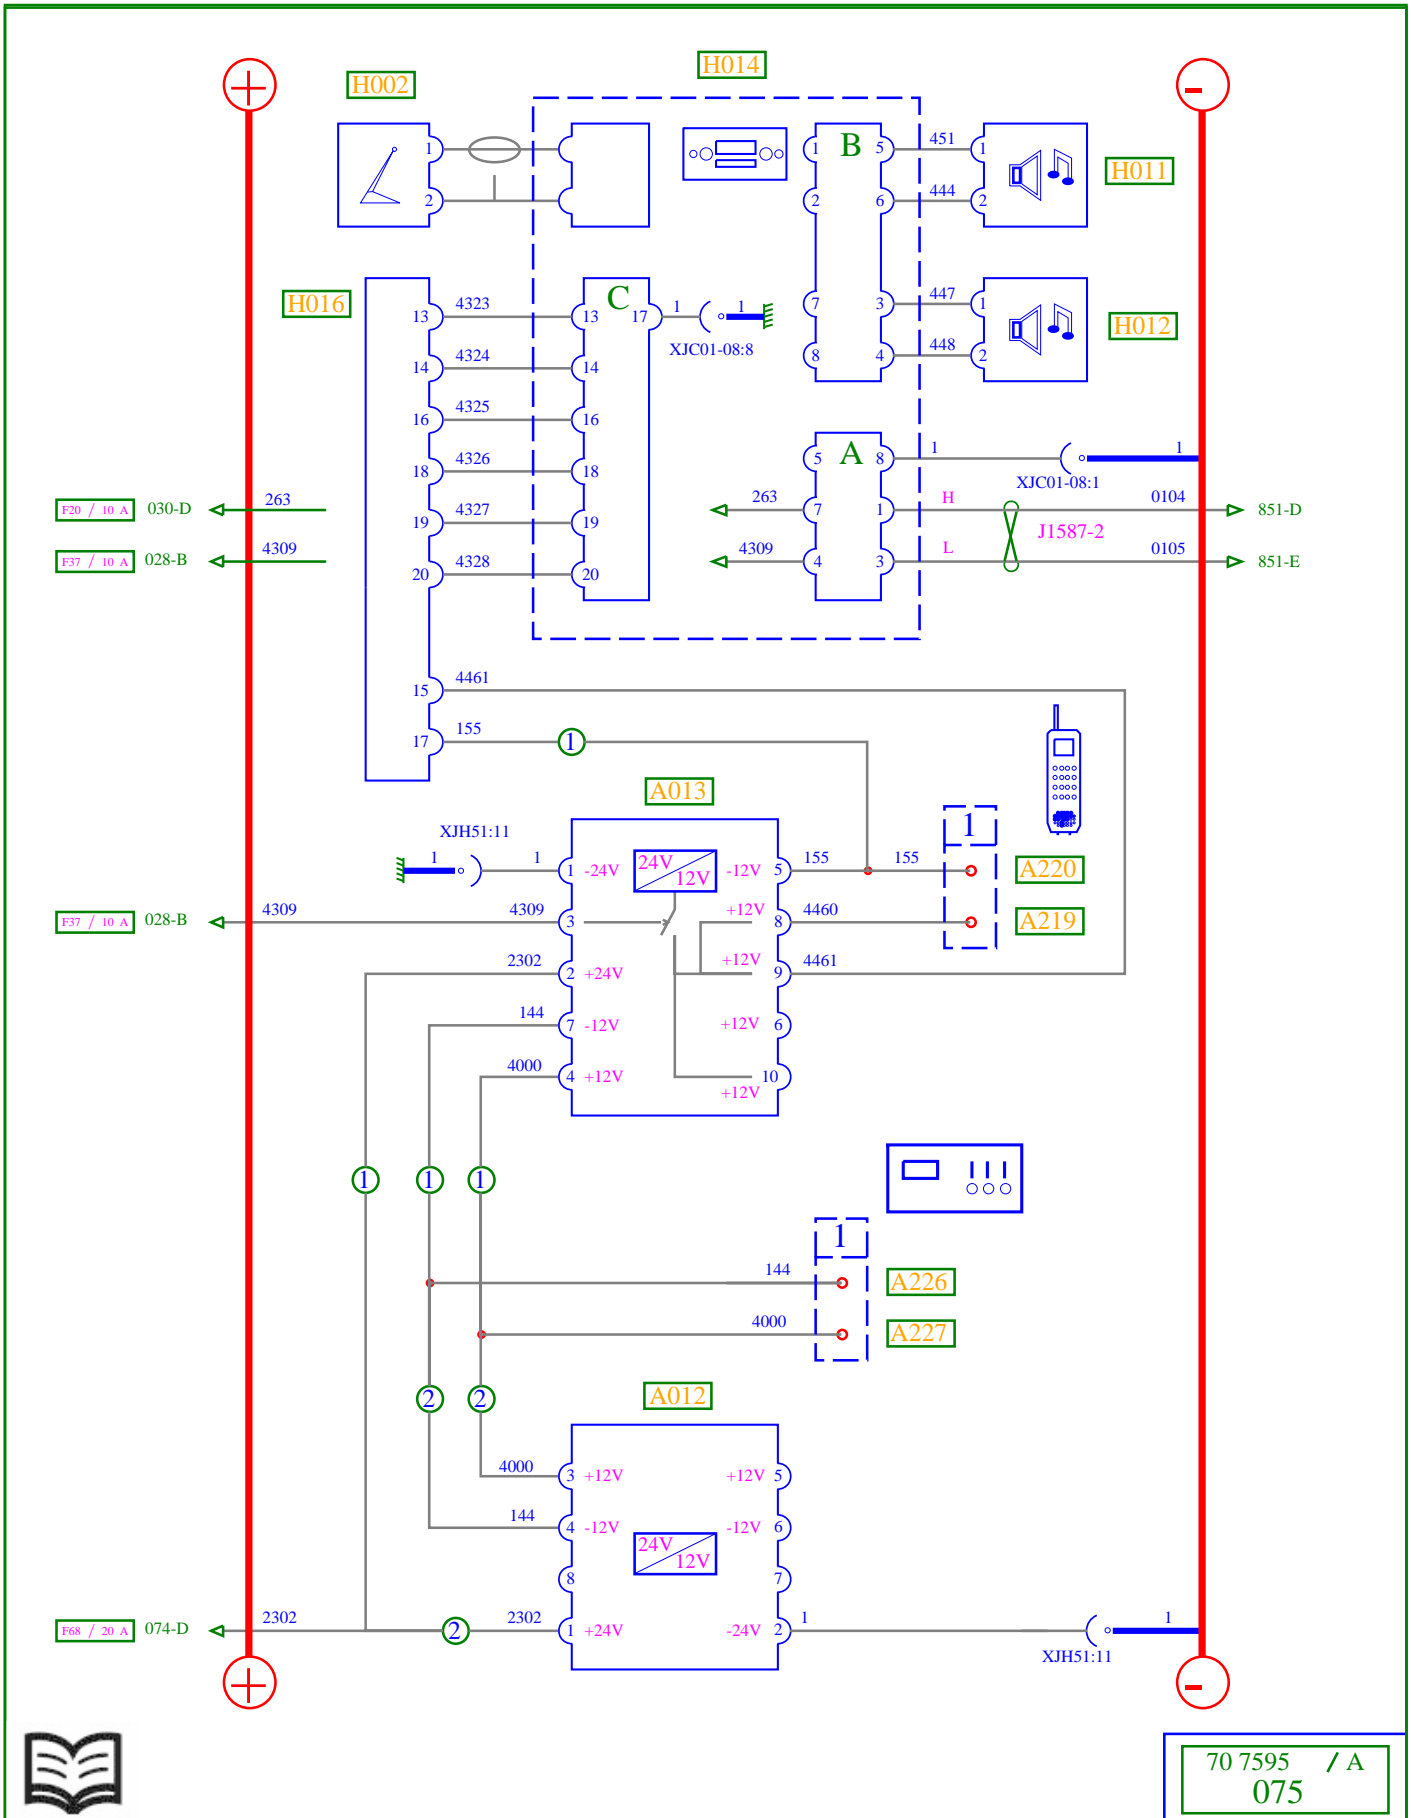 H014
H002
1
2
1
2
B
5
6
451
444
1
2
H011
H016
13
14
16
18
19
20
4323
4324
4325
4326
4327
4328
13
14
16
18
19
20
C
17
1
1
XJC01-08:8
7
8
3
4
447
448
1
2
H012
A
5
7
4
8
1
3
1
1
XJC01-08:1
F20 / 10 A 030-D 263
F37 / 10 A 028-B 4309
263
4309
H
L
J1587-2
0104
0105
851-D
851-E
15 4461
17 155 1
A013
XJH51:11
1 1 1 -24V
24V
12V
-12V 5 155 155
1
A220
F37 / 10 A 028-B 4309 4309 3
+12V 8 4460
A219
2302 2 +24V
+12V 9 4461
144 7 -12V
+12V 6
4000 4 +12V
+12V 10
1 1 1
1
144 A226
4000 A227
2 2
A012
4000 3 +12V +12V 5
144 4 -12V -12V 6
24V
12V
8 7
F68 / 20 A 074-D 2302 2 2302 1 +24V -24V 2 1 1
XJH51:11
70 7595 / A
075